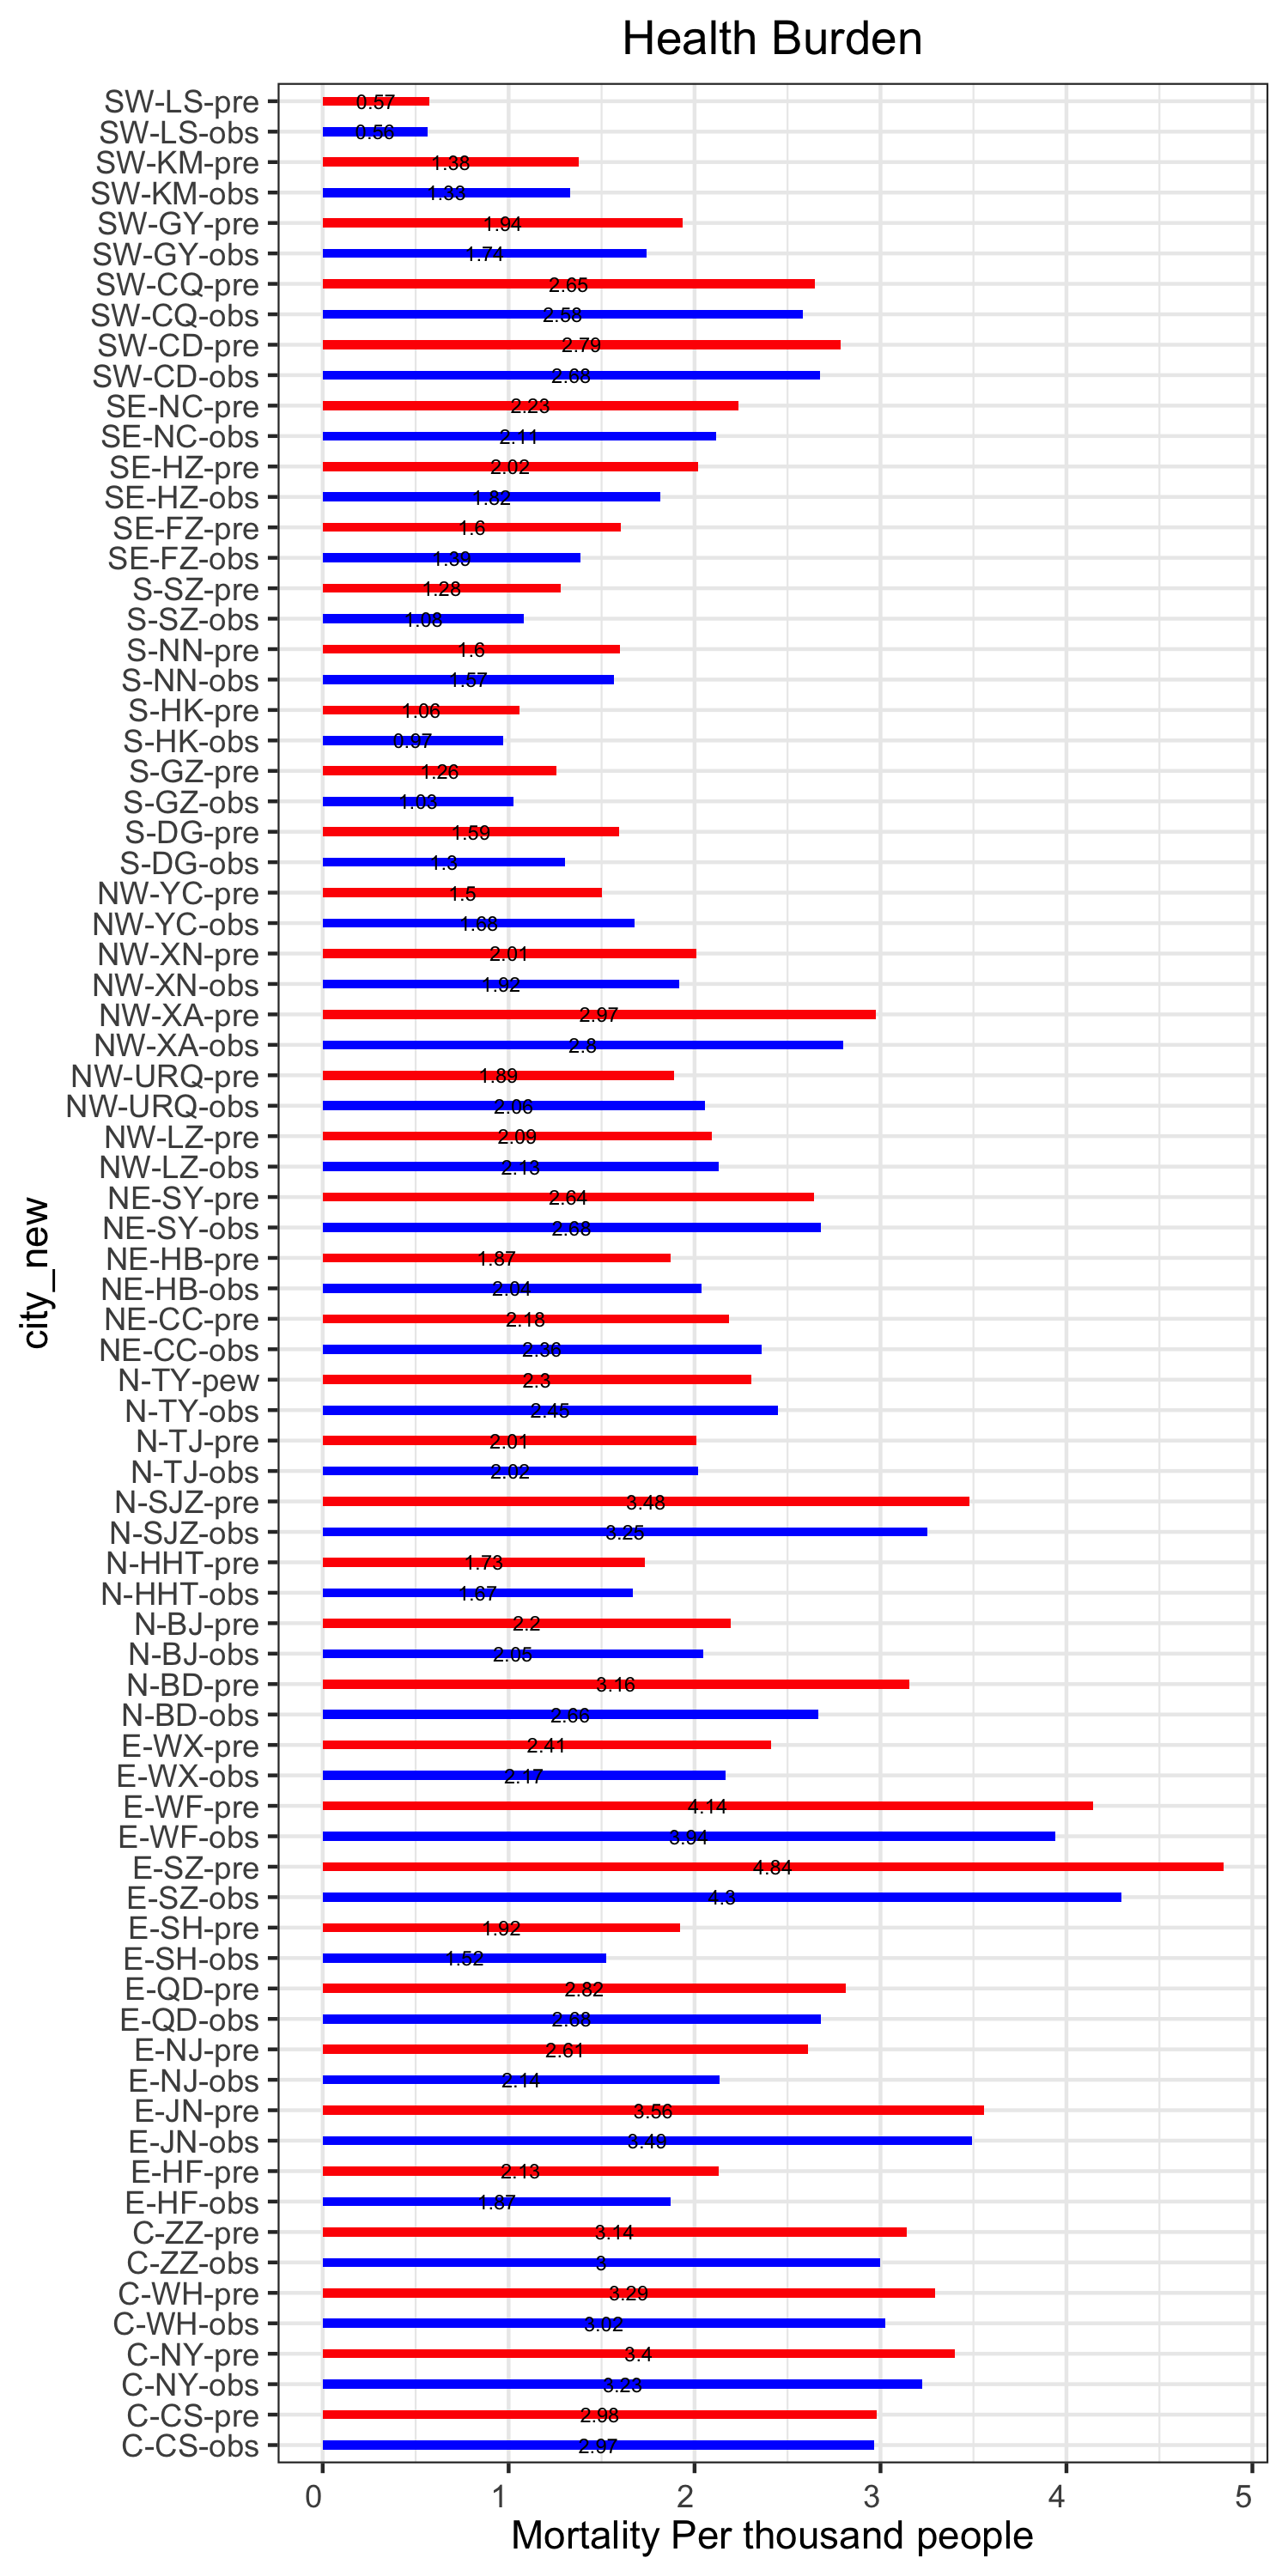 Health Burden
SW-LS-pre 0.57
SW-LS-obs 0.56
SW-KM-pre 1.38
SW-KM-obs 1.33
SW-GY-pre 1.94
SW-GY-obs 1.74
SW-CQ-pre 2.65
SW-CQ-obs 2.58
SW-CD-pre 2.79
SW-CD-obs 2.68
SE-NC-pre 2.23
SE-NC-obs 2.11
SE-HZ-pre 2.02
SE-HZ-obs 1.82
SE-FZ-pre 1.6
SE-FZ-obs 1.39
S-SZ-pre 1.28
S-SZ-obs 1.08
S-NN-pre 1.6
S-NN-obs 1.57
S-HK-pre 1.06
S-HK-obs 0.97
S-GZ-pre 1.26
S-GZ-obs 1.03
S-DG-pre 1.59
S-DG-obs 1.3
NW-YC-pre 1.5
NW-YC-obs 1.68
NW-XN-pre 2.01
NW-XN-obs 1.92
NW-XA-pre 2.97
NW-XA-obs 2.8
NW-URQ-pre 1.89
NW-URQ-obs 2.06
NW-LZ-pre 2.09
NW-LZ-obs 2.13
NE-SY-pre 2.64
NE-SY-obs 2.68
NE-HB-pre 1.87
NE-HB-obs 2.04
NE-CC-pre 2.18
NE-CC-obs 2.36
N-TY-pew 2.3
N-TY-obs 2.45
N-TJ-pre 2.01
N-TJ-obs 2.02
N-SJZ-pre 3.48
N-SJZ-obs 3.25
N-HHT-pre 1.73
N-HHT-obs 1.67
N-BJ-pre 2.2
N-BJ-obs 2.05
N-BD-pre 3.16
N-BD-obs 2.66
E-WX-pre 2.41
E-WX-obs 2.17
E-WF-pre 4.14
E-WF-obs 3.94
E-SZ-pre 4.84
E-SZ-obs 4.3
E-SH-pre 1.92
E-SH-obs 1.52
E-QD-pre 2.82
E-QD-obs 2.68
E-NJ-pre 2.61
E-NJ-obs 2.14
E-JN-pre 3.56
E-JN-obs 3.49
E-HF-pre 2.13
E-HF-obs 1.87
C-ZZ-pre 3.14
C-ZZ-obs 3
C-WH-pre 3.29
C-WH-obs 3.02
C-NY-pre 3.4
C-NY-obs 3.23
C-CS-pre 2.98
C-CS-obs 2.97
city_new
0 1 2 3 4 5
Mortality Per thousand people